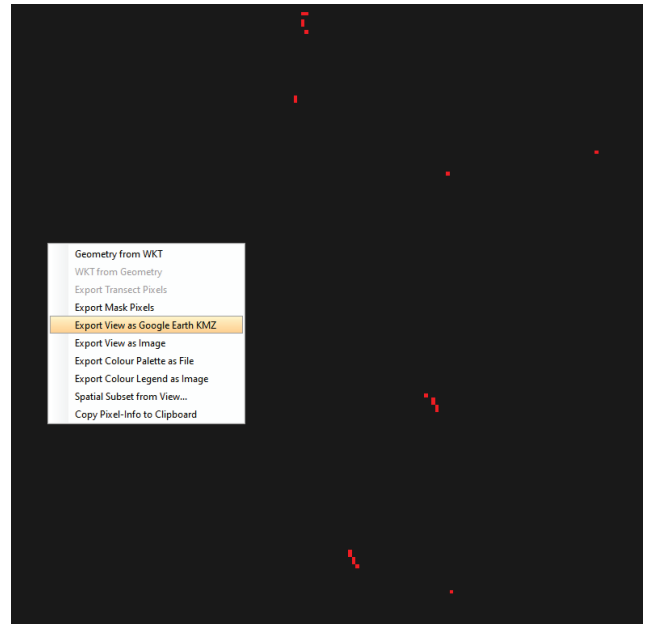 Geometry from WKT
WKT from Geometry
Export Transect Pixels
Export Mask Pixels
Export View as Google Earth KMZ
Export View as Image
Export Colour Palette as File
Export Colour Legend as Image
Spatial Subset from View...
Copy Pixel-Info to Clipboard